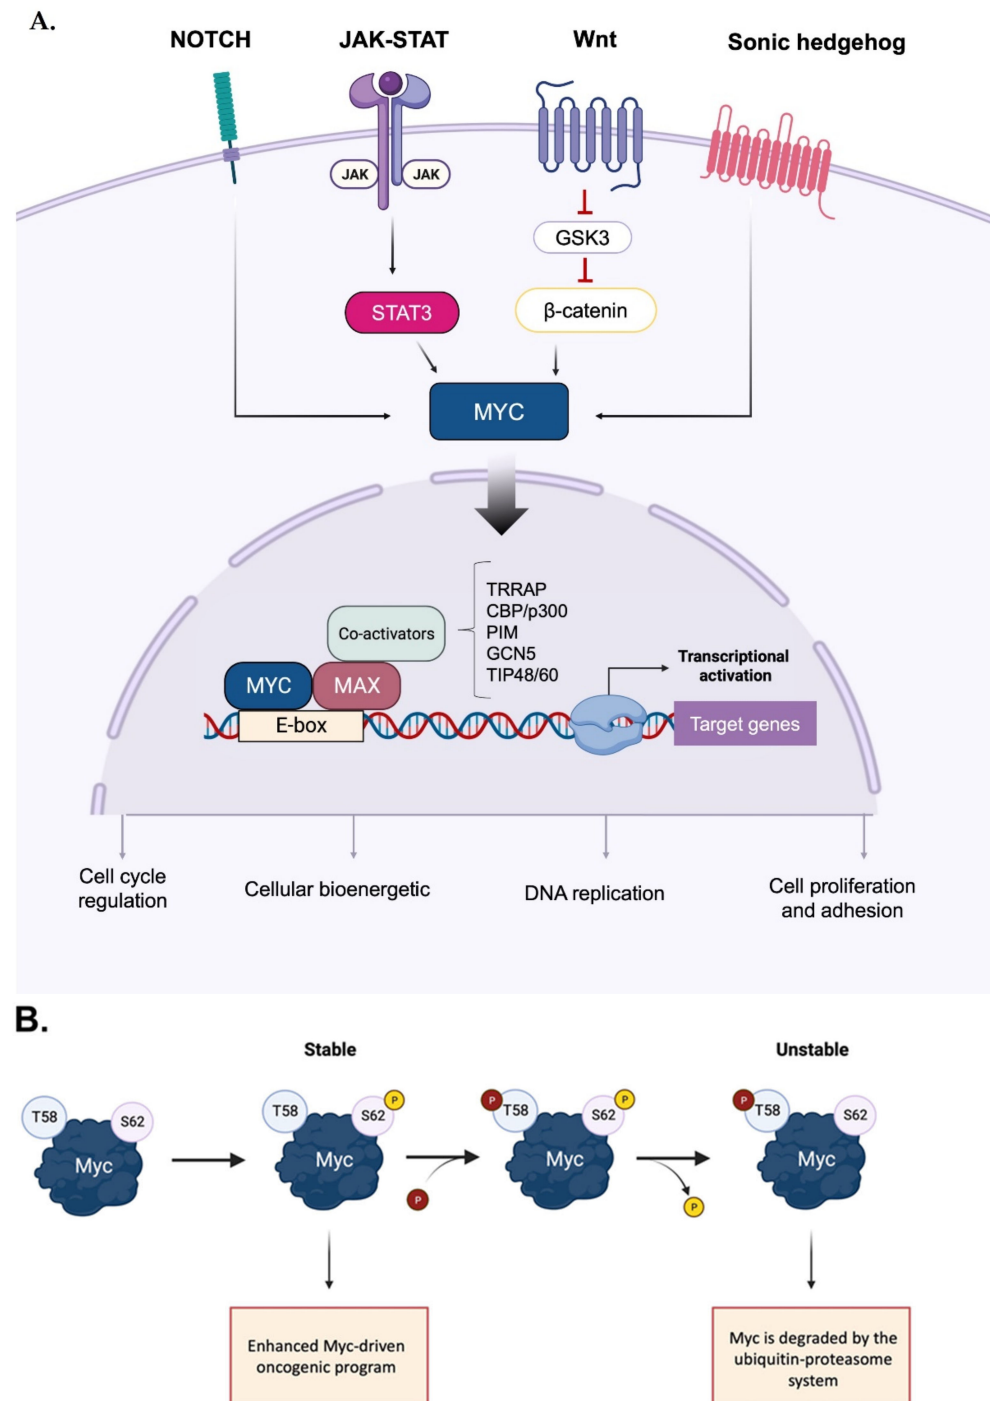 A.
NOTCH
JAK-STAT
Wnt
Sonic hedgehog
JAK
JAK
GSK3
STAT3
β-catenin
MYC
TRRAP
CBP/p300
PIM
GCN5
TIP48/60
Co-activators
Transcriptional
activation
MYC
MAX
E-box
Target genes
Cell cycle
regulation
Cellular bioenergetic
DNA replication
Cell proliferation
and adhesion
B.
Stable
Unstable
T58
S62
Myc
T58
S62
P
Myc
P
P
T58
S62
P
Myc
P
P
T58
S62
Myc
Enhanced Myc-driven
oncogenic program
Myc is degraded by the
ubiquitin-proteasome
system